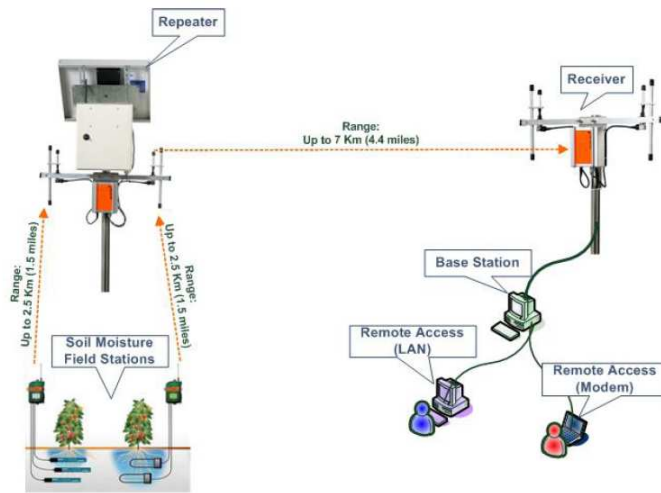 Repeater
Receiver
Range:
Up to 7 Km (4.4 miles)
Range:
Up to 2.5 Km (1.5 miles)
Range:
Up to 2.5 Km (1.5 miles)
Base Station
Soil Moisture
Field Stations
Remote Access
(LAN)
Remote Access
(Modem)